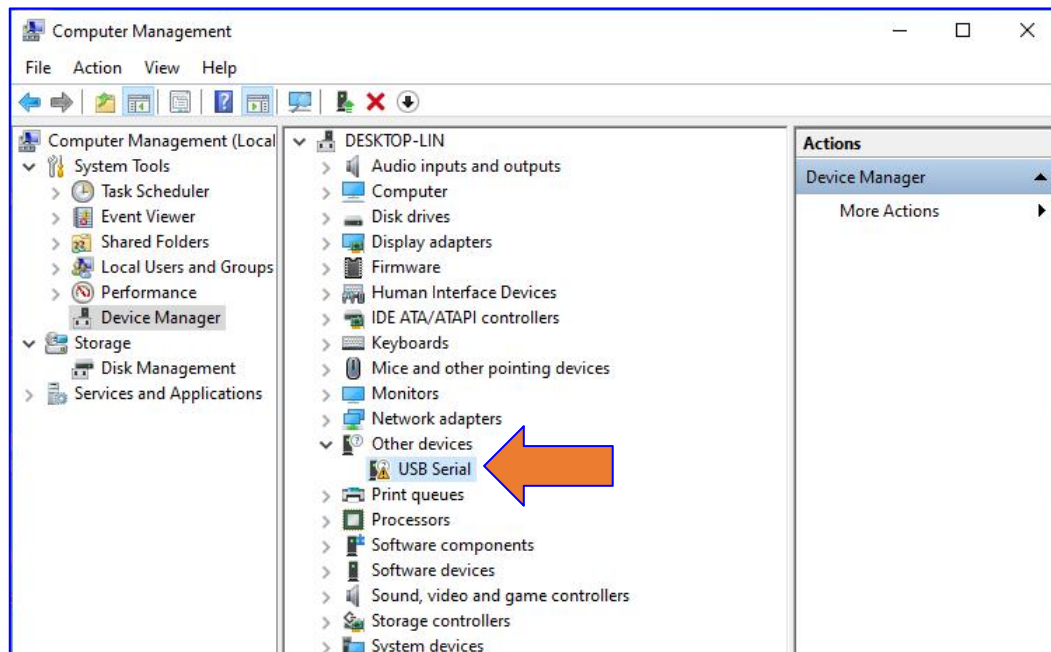 Computer Management
File Action View Help
Computer Management (Local
System Tools
Task Scheduler
Event Viewer
Shared Folders
Local Users and Groups
Performance
Device Manager
Storage
Disk Management
Services and Applications
DESKTOP-LIN
Audio inputs and outputs
Computer
Disk drives
Display adapters
Firmware
Human Interface Devices
IDE ATA/ATAPI controllers
Keyboards
Mice and other pointing devices
Monitors
Network adapters
Other devices
USB Serial
Print queues
Processors
Software components
Software devices
Sound, video and game controllers
Storage controllers
System devices
Actions
Device Manager
More Actions